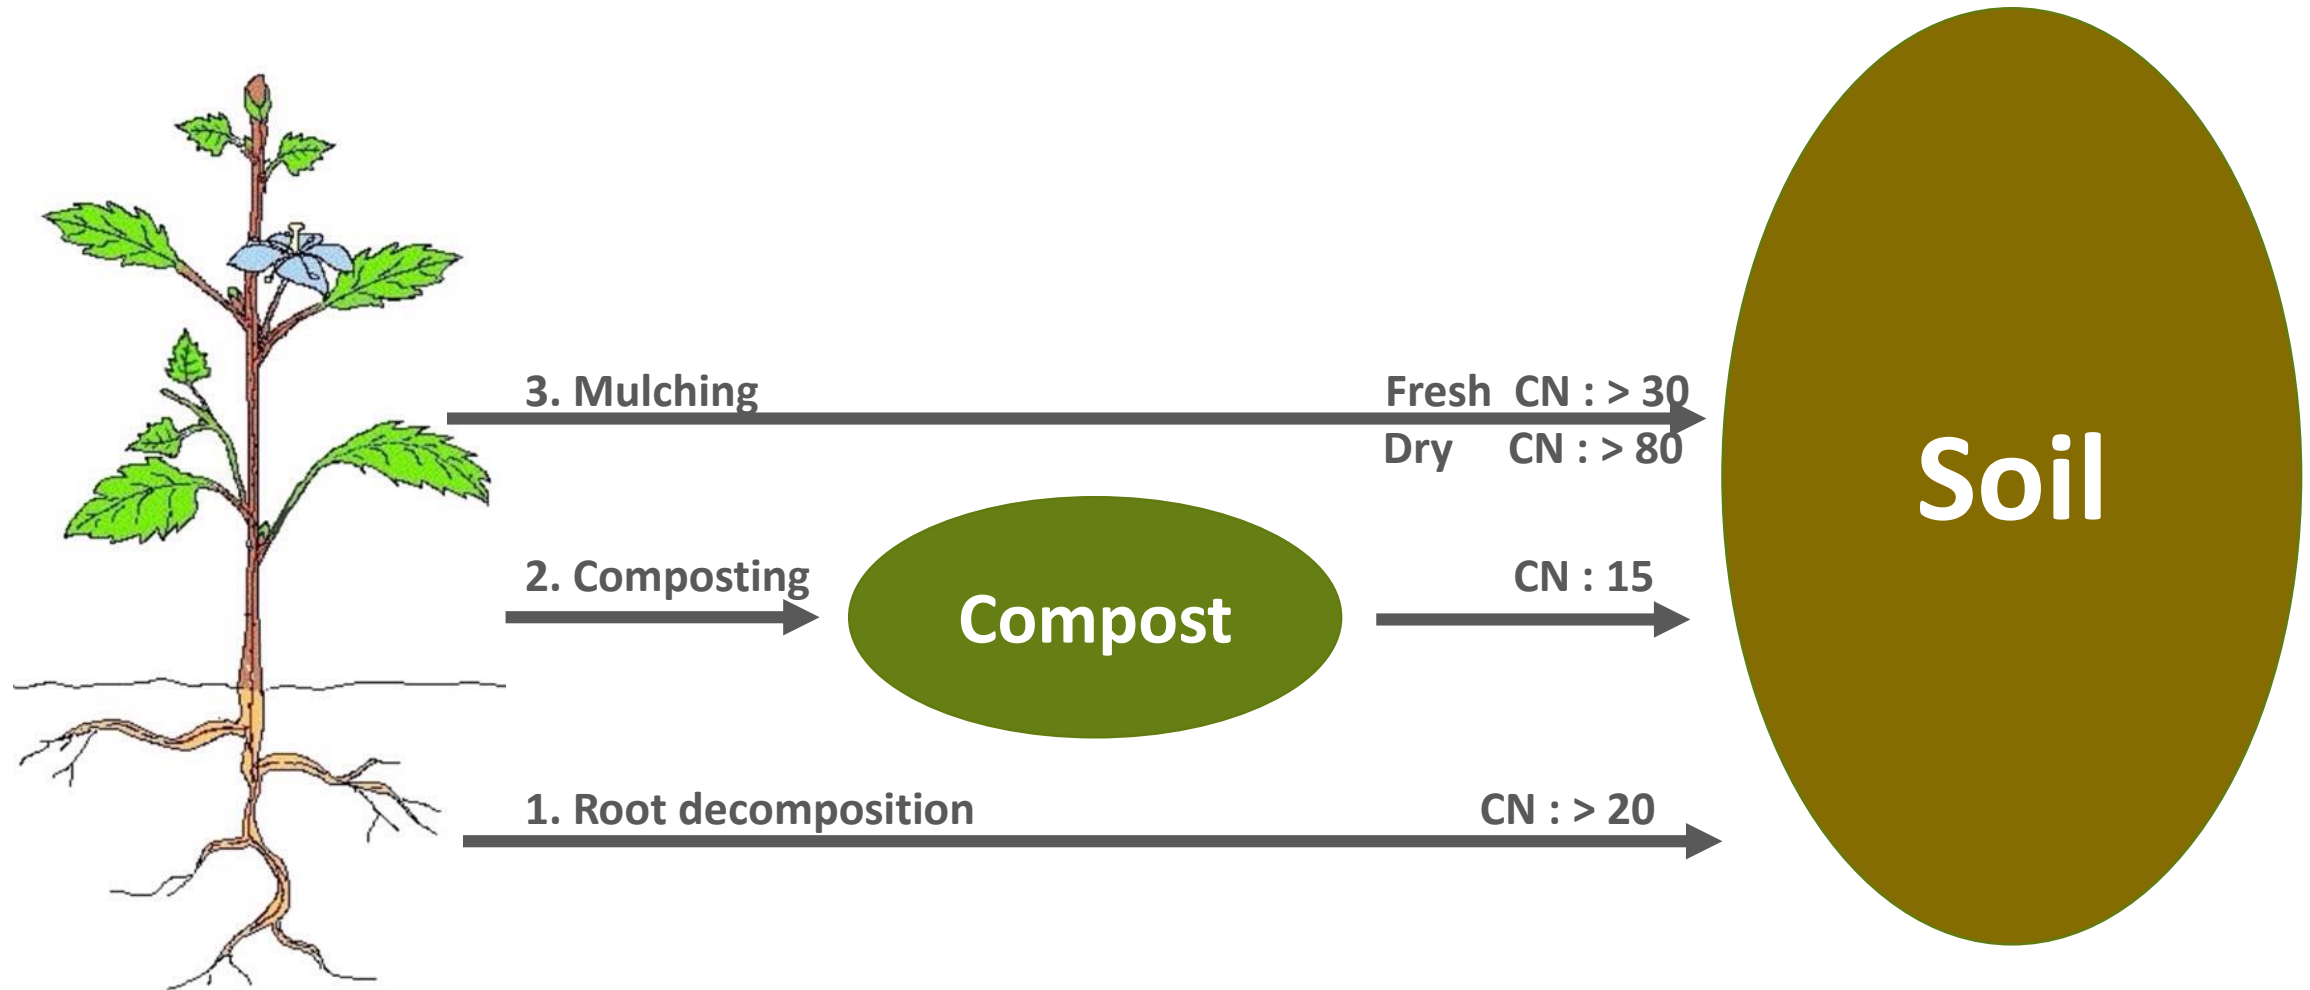 3. Mulching
Fresh CN : > 30
Dry CN : > 80
Soil
2. Composting
Compost
CN : 15
1. Root decomposition
CN : > 20